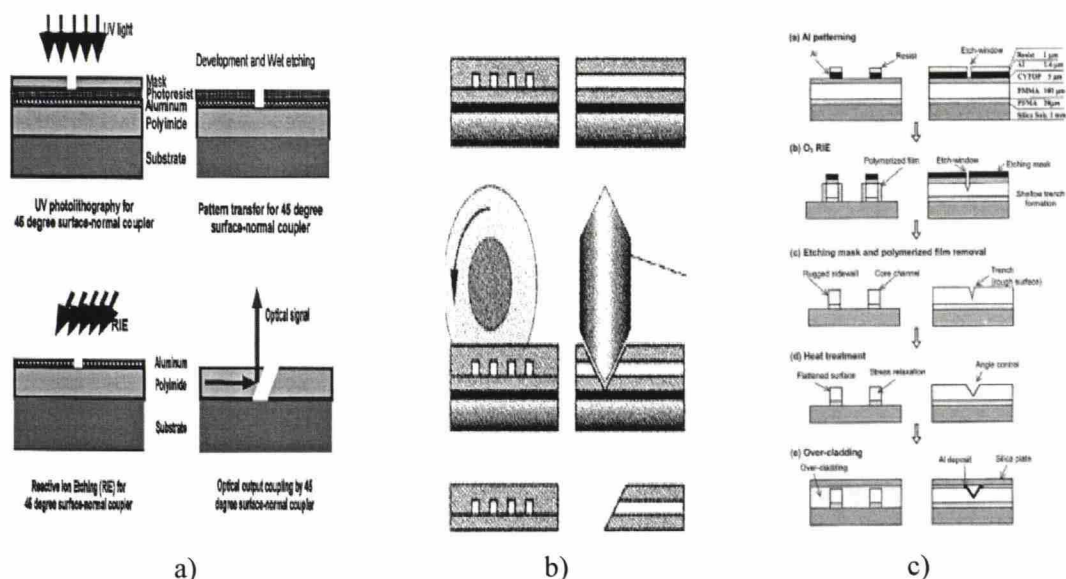 UV light
Mask
Photoresist
Aluminum
Polyimide
Substrate
UV photolithography for
45 degree surface-normal coupler
Development and Wet etching
Pattern transfer for 45 degree
surface-normal coupler
RIE
Aluminum
Polyimide
Substrate
Reactive Ion Etching (RIE) for
45 degree surface-normal coupler
Optical signal
Optical output coupling by 45
degree surface-normal coupler
a)
b)
(a) Al patterning
Al
Resist
Etch-window
Resist 1 μm
Al
CYTOP 5 μm
PMMA
Silica Sub, 1 mm
(b) O₂ RIE
Polymerized film
Etch-window
Etching mask
Shallow trench
formation
(c) Etching mask and polymerized film removal
Rugged sidewall
Core channel
Trench
(rough surface)
(d) Heat treatment
Flattened surface
Stress relaxation
Angle control
(e) Over-cladding
Over-cladding
Al deposit
Silica plate
c)